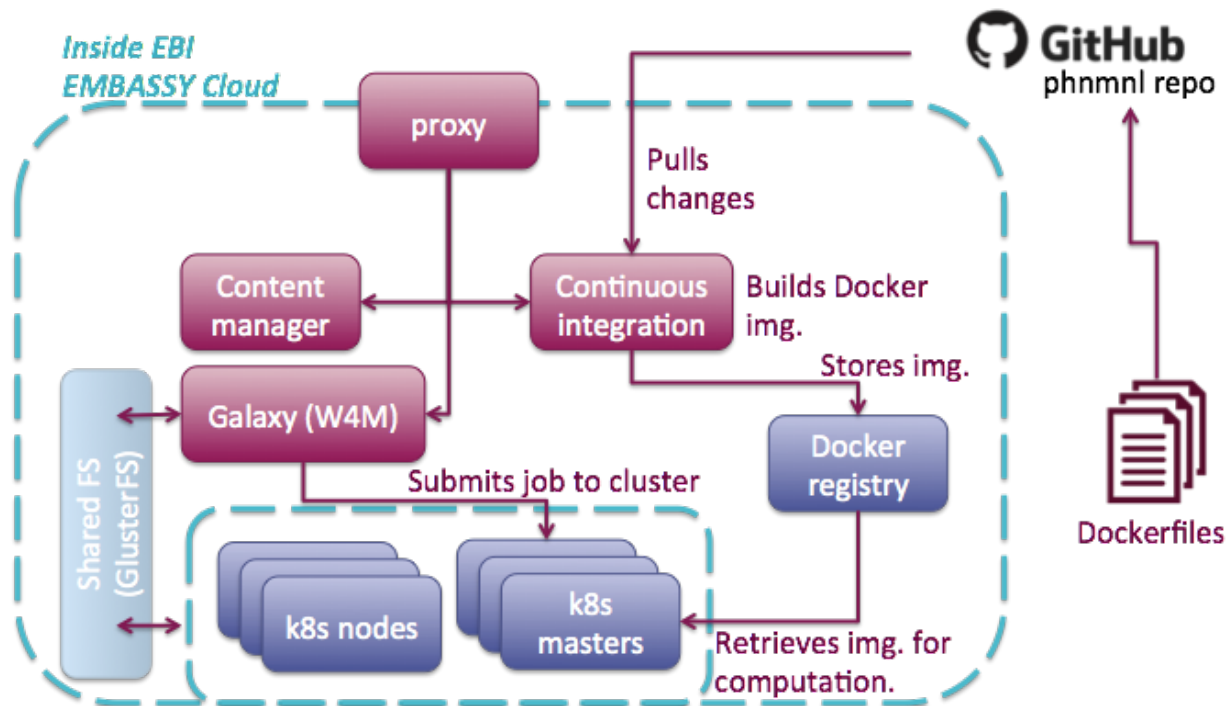 Inside EBI
EMBASSY Cloud
GitHub
phnmnl repo
proxy
Pulls
changes
Content
manager
Continuous
integration
Builds Docker
img.
Stores img.
Galaxy (W4M)
Docker
registry
Shared FS
(GlusterFS)
Submits job to cluster
Dockerfiles
k8s nodes
k8s
masters
Retrieves img. for
computation.